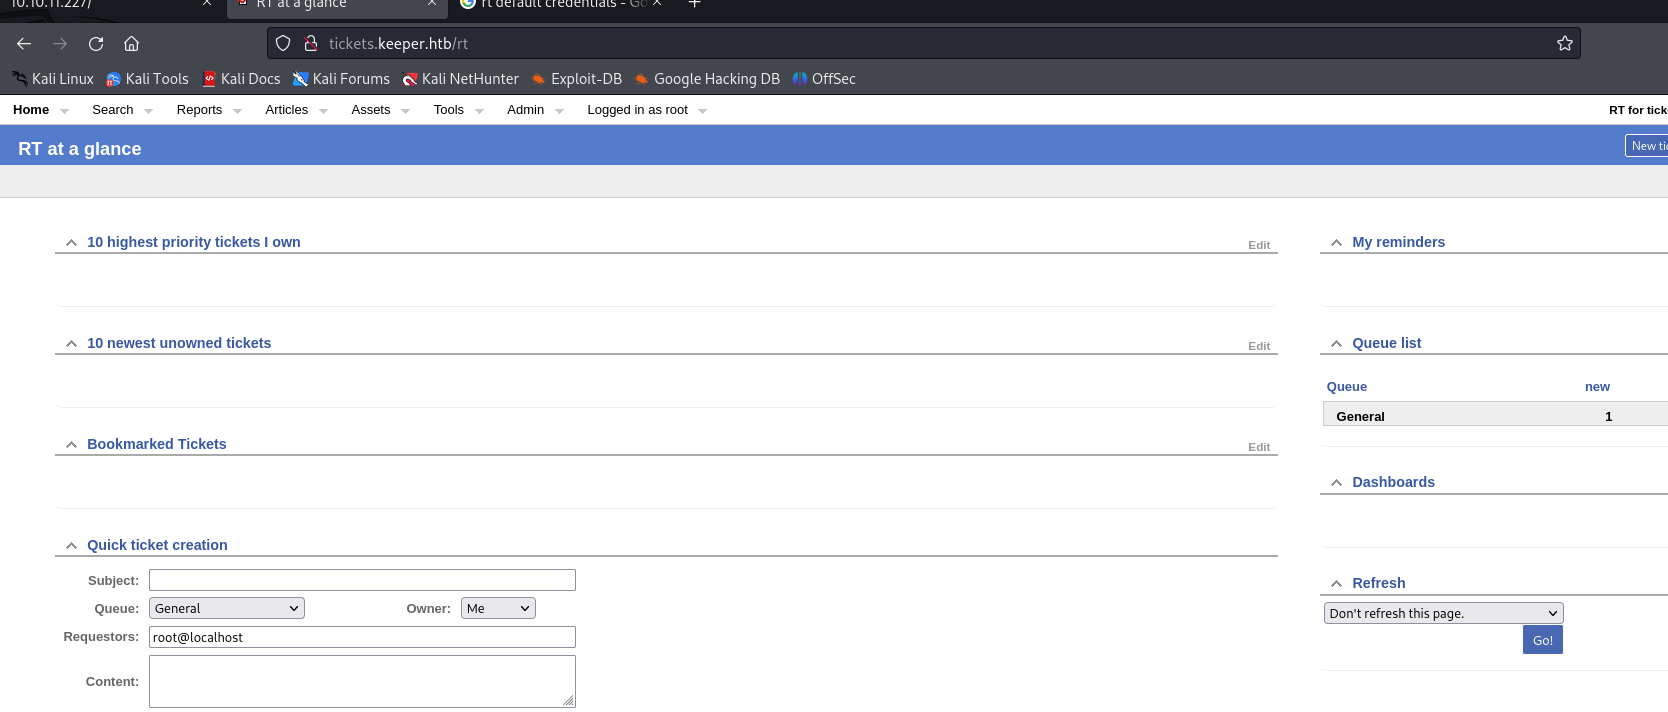 10.10.11.227/
RT at a glance
rt default credentials - Go
tickets.keeper.htb/rt
Kali Linux Kali Tools Kali Docs Kali Forums Kali NetHunter Exploit-DB Google Hacking DB OffSec
Home Search Reports Articles Assets Tools Admin Logged in as root RT for tick
RT at a glance New tic
10 highest priority tickets I own Edit
10 newest unowned tickets Edit
Bookmarked Tickets Edit
Quick ticket creation
Subject:
Queue: General Owner: Me
Requestors: root@localhost
Content:
My reminders
Queue list
Queue new
General 1
Dashboards
Refresh
Don't refresh this page.
Go!